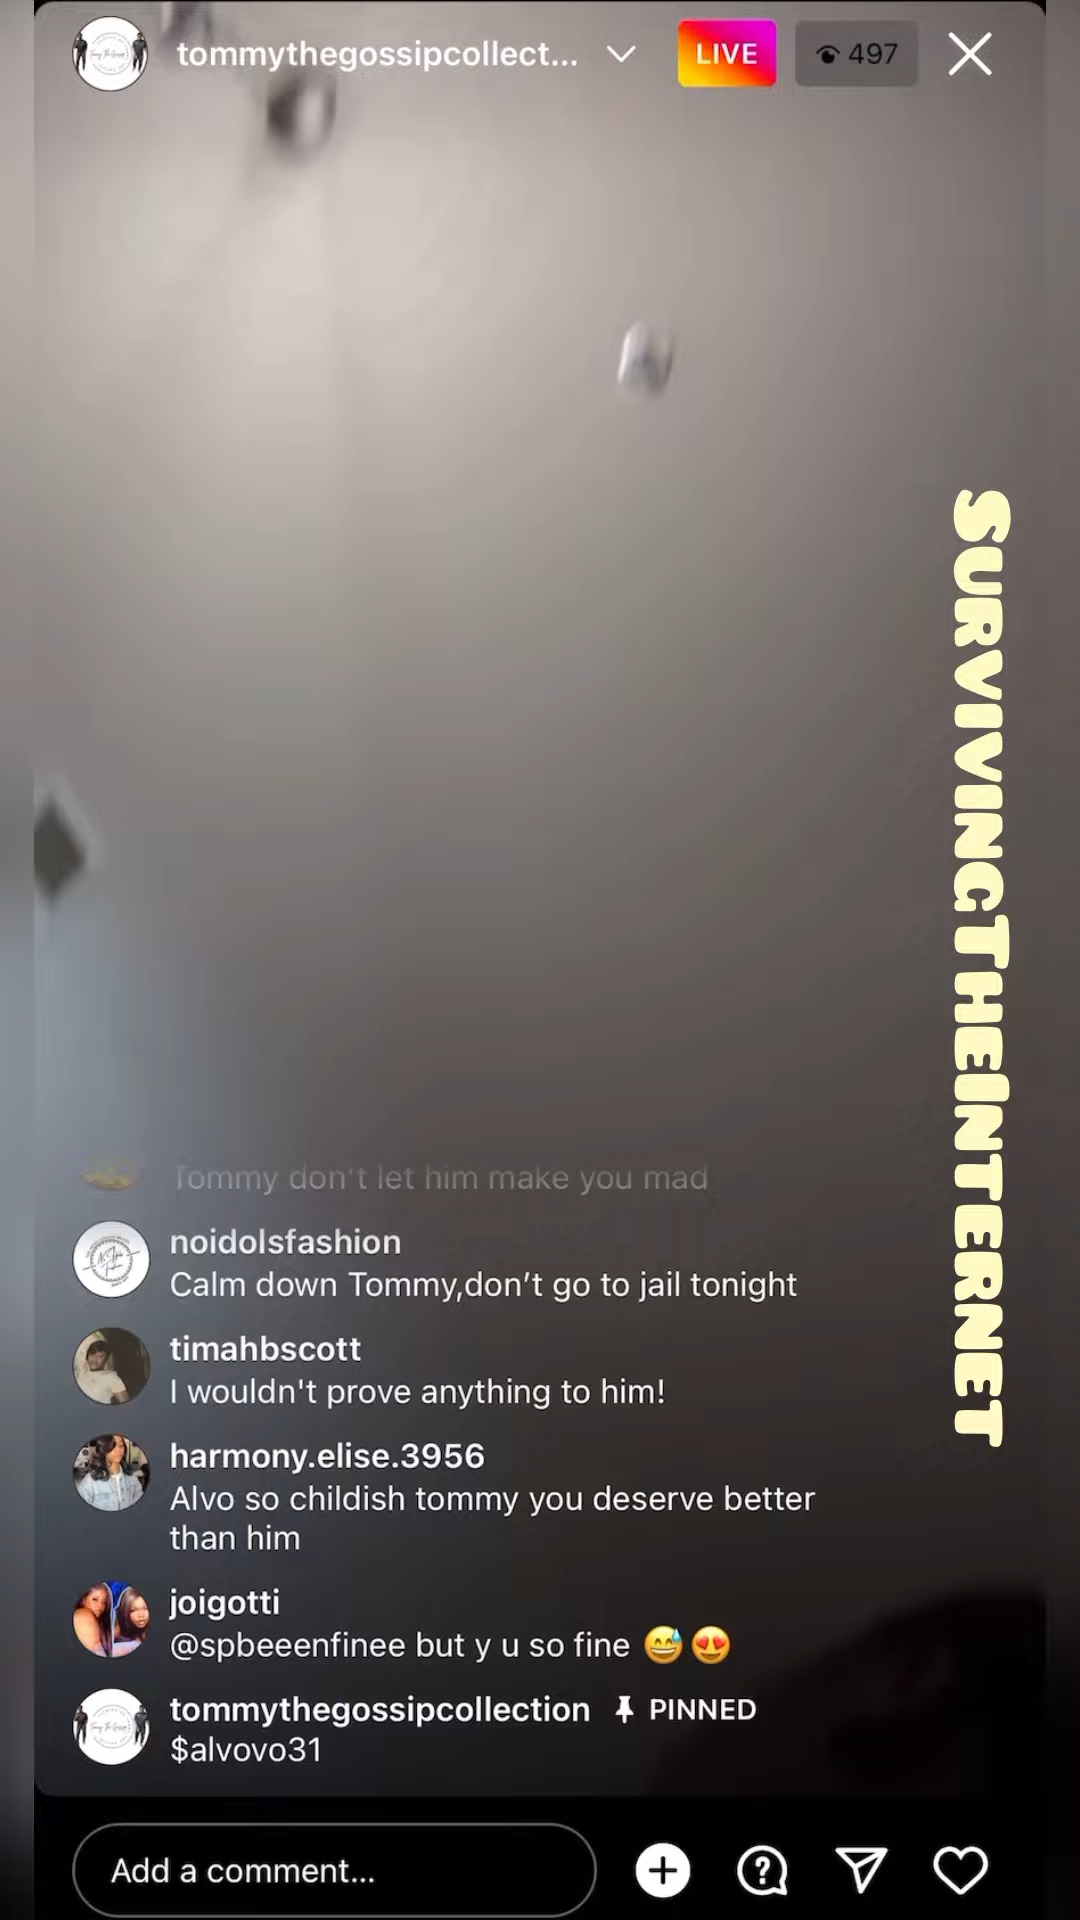 tommythegossipcollect...
LIVE
497
SURVIVINGTHEINTERNET
Tommy don't let him make you mad
noidolsfashion
Calm down Tommy,don't go to jail tonight
timahbscott
I wouldn't prove anything to him!
harmony.elise.3956
Alvo so childish tommy you deserve better
than him
joigotti
@spbeeenfinee but y u so fine 😅😍
tommythegossipcollection PINNED
$alvovo31
Add a comment...